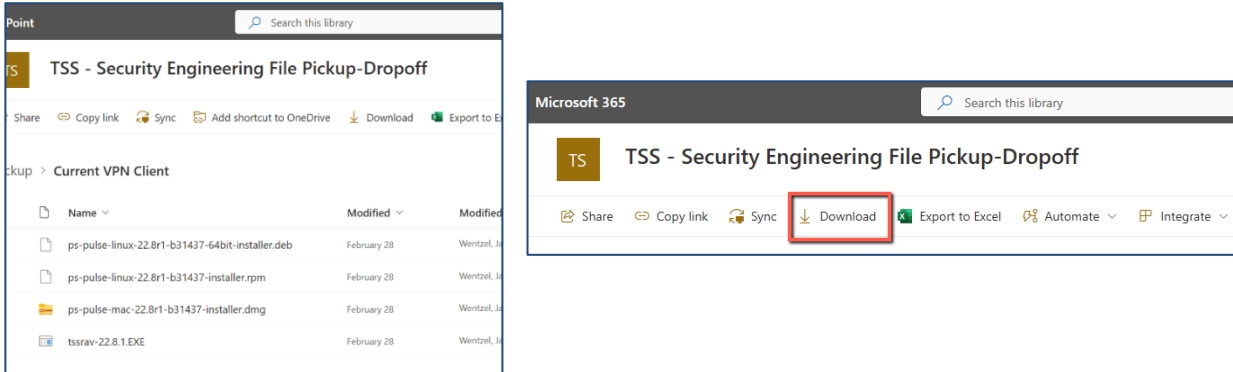 Point
Search this library
TS
TSS - Security Engineering File Pickup-Dropoff
Share Copy link Sync Add shortcut to OneDrive Download Export to Ex
ckup > Current VPN Client
Name Modified Modified
ps-pulse-linux-22.8r1-b31437-64bit-installer.deb February 28 Wentzel, Ja
ps-pulse-linux-22.8r1-b31437-installer.rpm February 28 Wentzel, Ja
ps-pulse-mac-22.8r1-b31437-installer.dmg February 28 Wentzel, Ja
tssrav-22.8.1.EXE February 28 Wentzel, Ja
Microsoft 365
Search this library
TS
TSS - Security Engineering File Pickup-Dropoff
Share Copy link Sync Download Export to Excel Automate Integrate